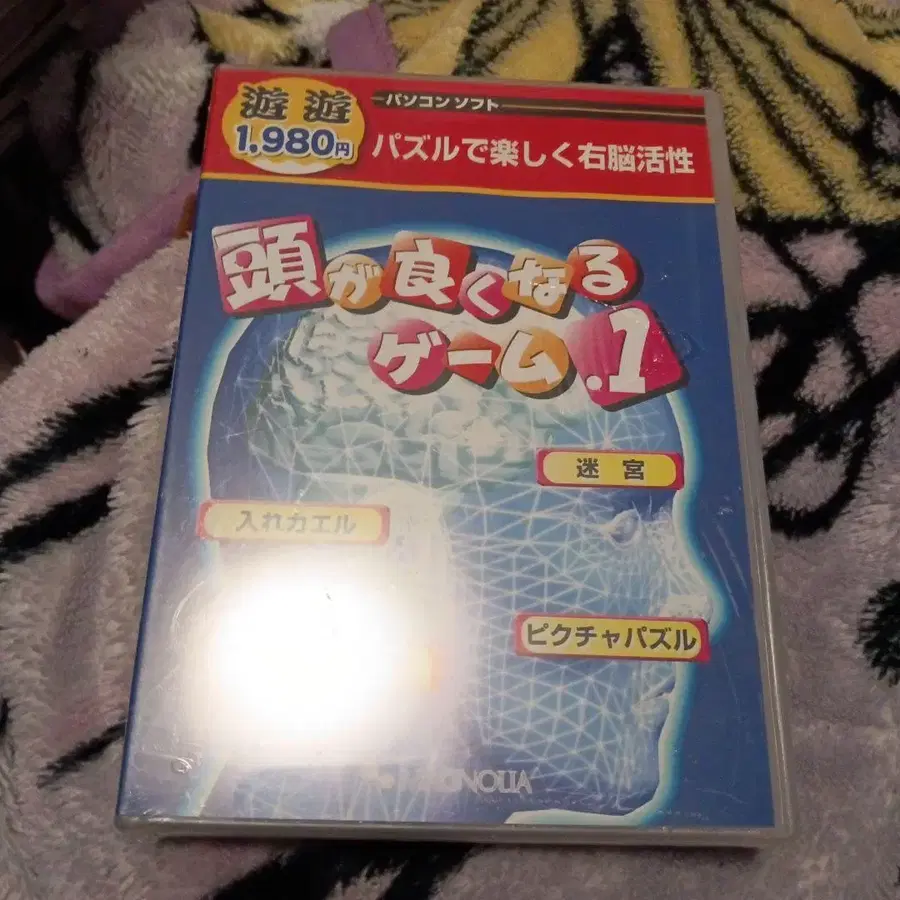 遊遊
1,980円
パソコンソフト
パズルで楽しく右脳活性
頭が良くなる
ゲーム.1
迷宮
入れカエル
ピクチャパズル